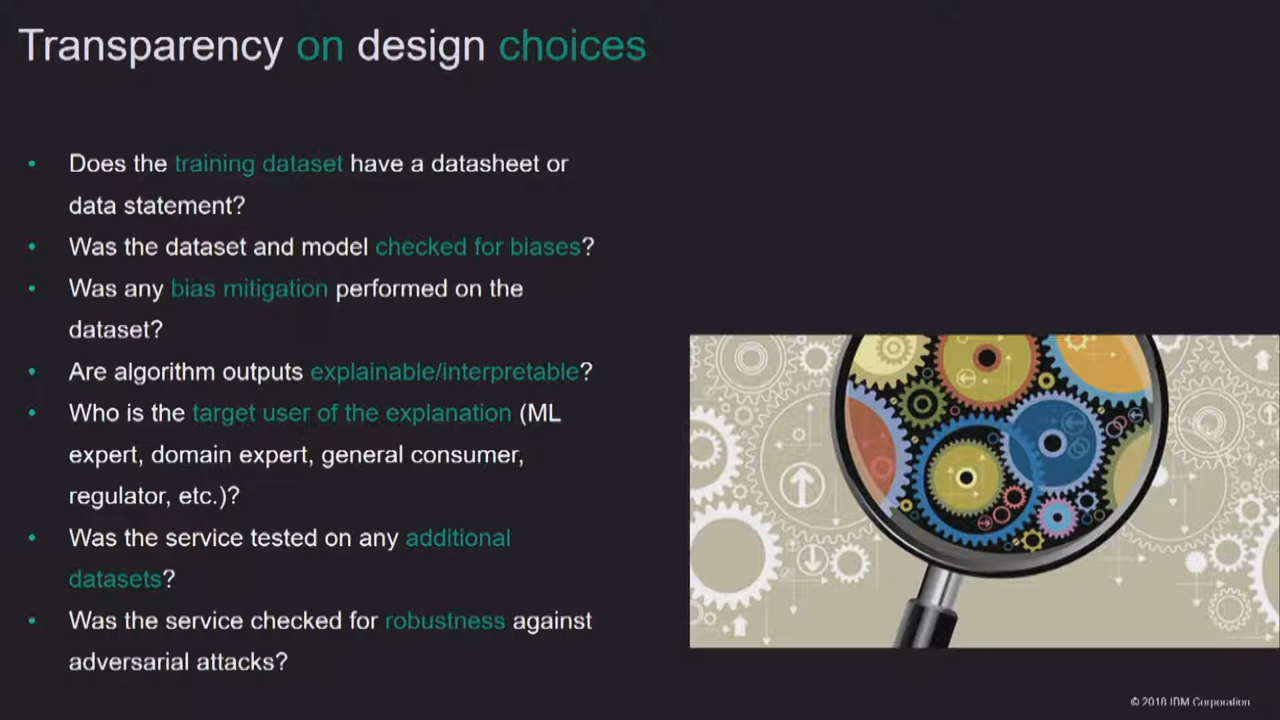 Transparency on design choices
• Does the training dataset have a datasheet or
data statement?
• Was the dataset and model checked for biases?
• Was any bias mitigation performed on the
dataset?
• Are algorithm outputs explainable/interpretable?
• Who is the target user of the explanation (ML
expert, domain expert, general consumer,
regulator, etc.)?
• Was the service tested on any additional
datasets?
• Was the service checked for robustness against
adversarial attacks?
© 2018 IBM Corporation